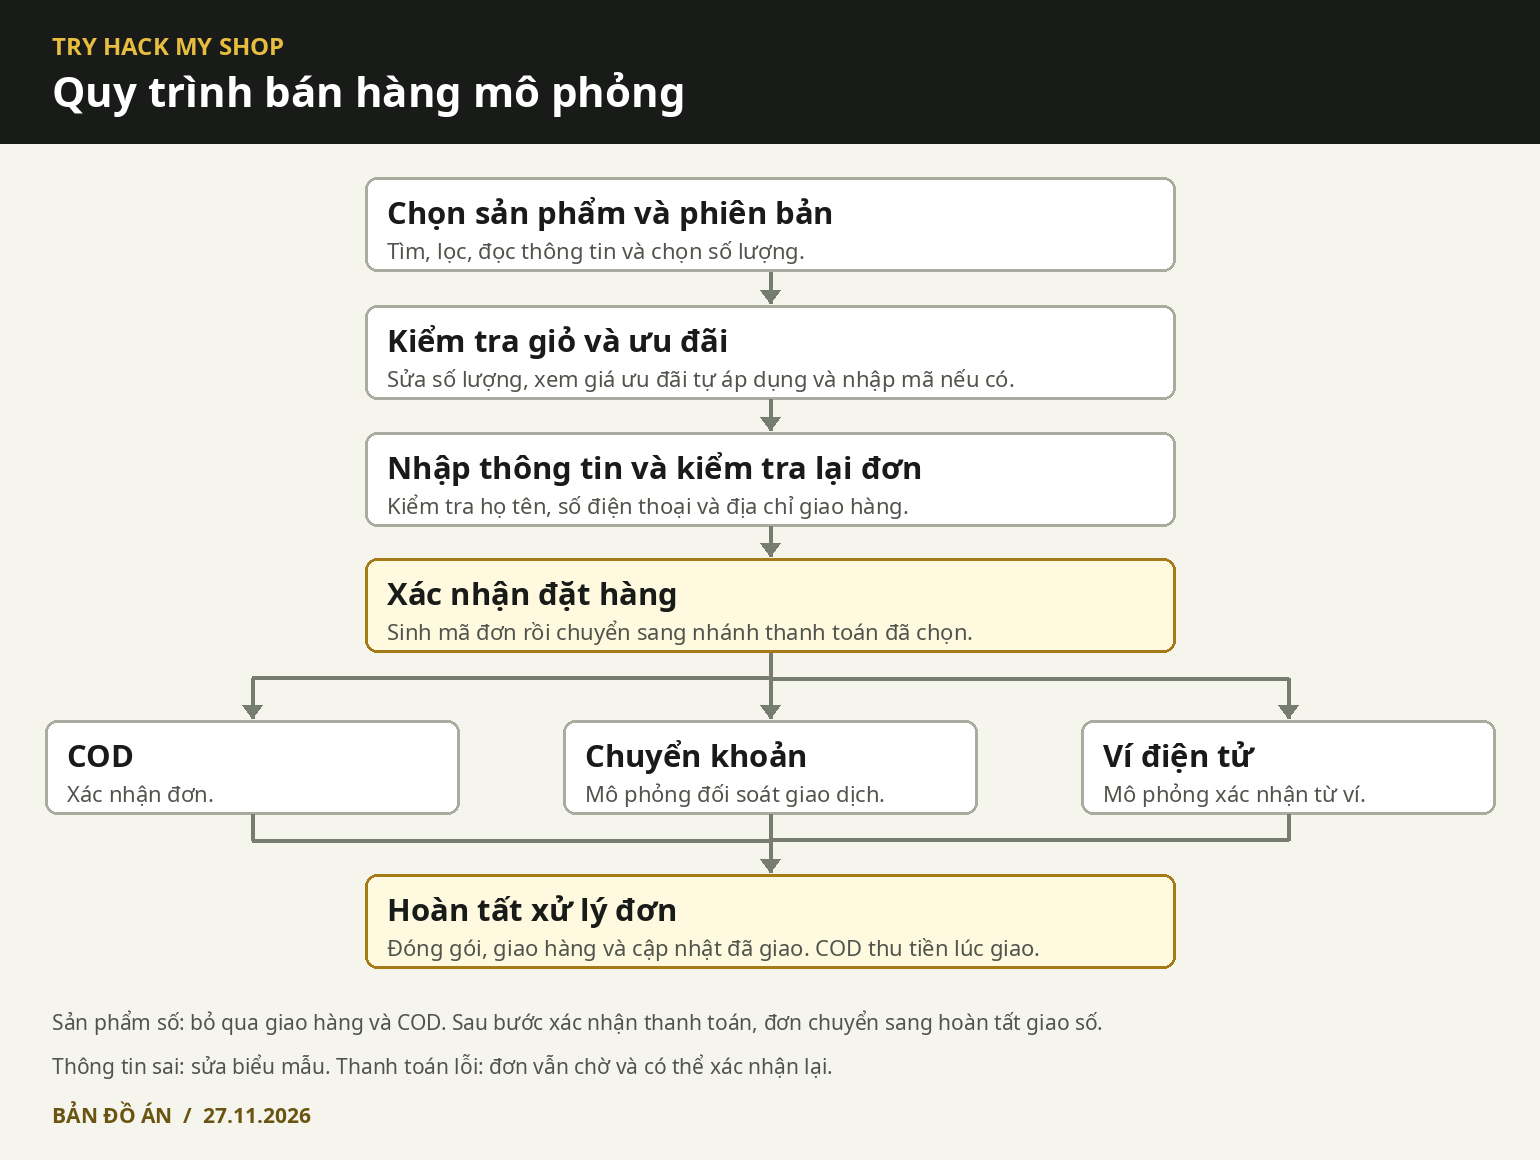 TRY HACK MY SHOP
Quy trình bán hàng mô phỏng
Chọn sản phẩm và phiên bản
Tìm, lọc, đọc thông tin và chọn số lượng.
Kiểm tra giỏ và ưu đãi
Sửa số lượng, xem giá ưu đãi tự áp dụng và nhập mã nếu có.
Nhập thông tin và kiểm tra lại đơn
Kiểm tra họ tên, số điện thoại và địa chỉ giao hàng.
Xác nhận đặt hàng
Sinh mã đơn rồi chuyển sang nhánh thanh toán đã chọn.
COD
Xác nhận đơn.
Chuyển khoản
Mô phỏng đối soát giao dịch.
Ví điện tử
Mô phỏng xác nhận từ ví.
Hoàn tất xử lý đơn
Đóng gói, giao hàng và cập nhật đã giao. COD thu tiền lúc giao.
Sản phẩm số: bỏ qua giao hàng và COD. Sau bước xác nhận thanh toán, đơn chuyển sang hoàn tất giao số.
Thông tin sai: sửa biểu mẫu. Thanh toán lỗi: đơn vẫn chờ và có thể xác nhận lại.
BẢN ĐỒ ÁN / 27.11.2026